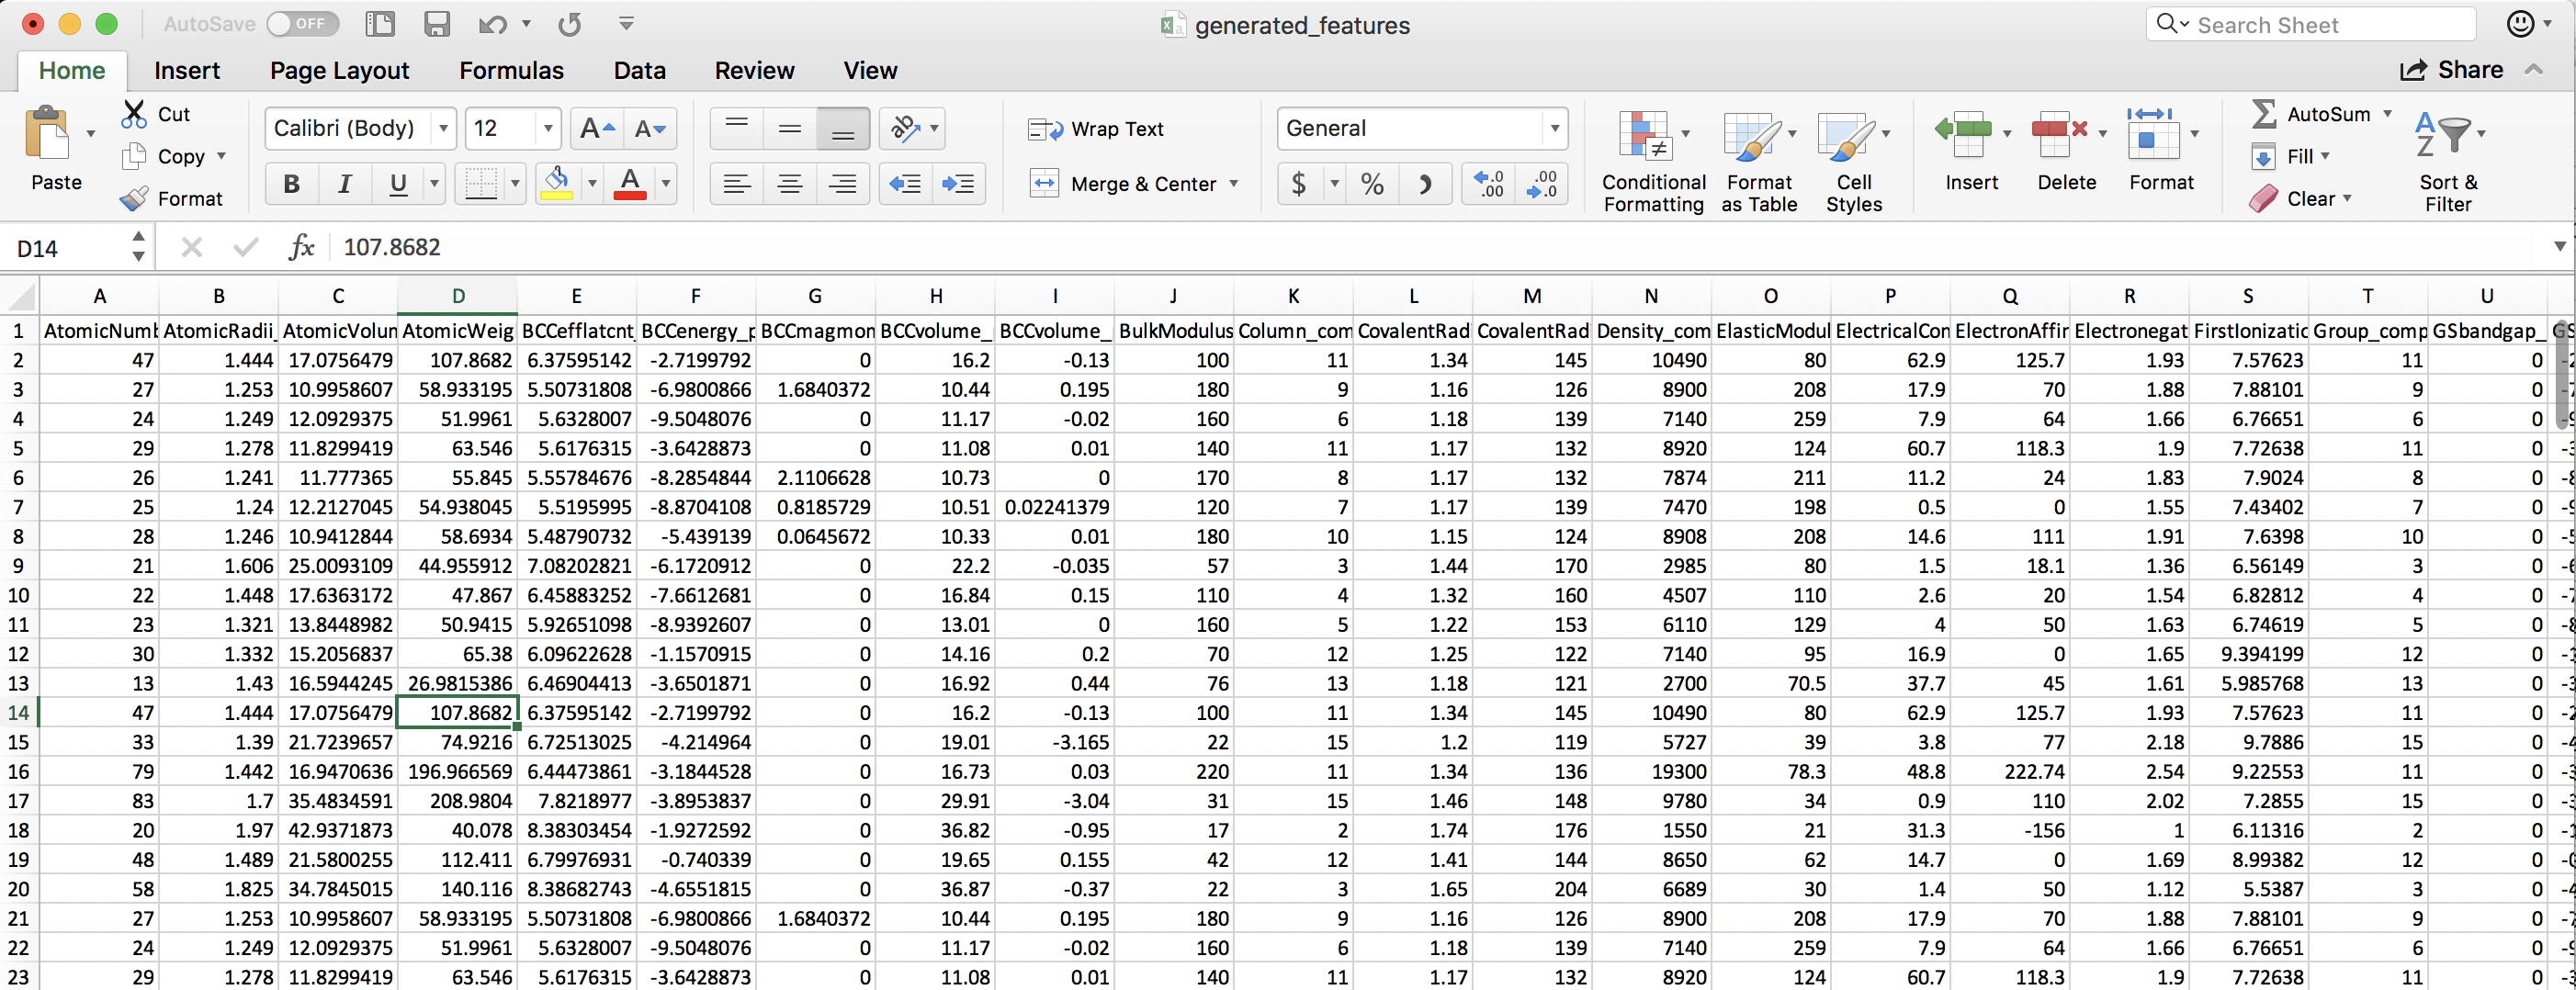 AutoSave OFF generated_features Search Sheet
Home Insert Page Layout Formulas Data Review View Share
Paste Cut Copy Format
Calibri (Body) 12 A A
B I U A
ab Wrap Text Merge & Center
General
$ % .0 .00 .00 .0
Conditional Formatting Format as Table Cell Styles
Insert Delete Format
AutoSum Fill Clear
A Z Sort & Filter
D14 fx 107.8682
A B C D E F G H I J K L M N O P Q R S T U
1 AtomicNumb AtomicRadii_ AtomicVolun AtomicWeig BCCefflatcnt_ BCCenergy_p BCCmagmon BCCvolume_ BCCvolume_ BulkModulus Column_com CovalentRadi CovalentRadi Density_com ElasticModul ElectricalCon ElectronAffir Electronegat FirstIonizatic Group_comp GSbandgap_
2 47 1.444 17.0756479 107.8682 6.37595142 -2.7199792 0 16.2 -0.13 100 11 1.34 145 10490 80 62.9 125.7 1.93 7.57623 11 0
3 27 1.253 10.9958607 58.933195 5.50731808 -6.9800866 1.6840372 10.44 0.195 180 9 1.16 126 8900 208 17.9 70 1.88 7.88101 9 0
4 24 1.249 12.0929375 51.9961 5.6328007 -9.5048076 0 11.17 -0.02 160 6 1.18 139 7140 259 7.9 64 1.66 6.76651 6 0
5 29 1.278 11.8299419 63.546 5.6176315 -3.6428873 0 11.08 0.01 140 11 1.17 132 8920 124 60.7 118.3 1.9 7.72638 11 0
6 26 1.241 11.777365 55.845 5.55784676 -8.2854844 2.1106628 10.73 0 170 8 1.17 132 7874 211 11.2 24 1.83 7.9024 8 0
7 25 1.24 12.2127045 54.938045 5.5195995 -8.8704108 0.8185729 10.51 0.02241379 120 7 1.17 139 7470 198 0.5 0 1.55 7.43402 7 0
8 28 1.246 10.9412844 58.6934 5.48790732 -5.439139 0.0645672 10.33 0.01 180 10 1.15 124 8908 208 14.6 111 1.91 7.6398 10 0
9 21 1.606 25.0093109 44.955912 7.08202821 -6.1720912 0 22.2 -0.035 57 3 1.44 170 2985 80 1.5 18.1 1.36 6.56149 3 0
10 22 1.448 17.6363172 47.867 6.45883252 -7.6612681 0 16.84 0.15 110 4 1.32 160 4507 110 2.6 20 1.54 6.82812 4 0
11 23 1.321 13.8448982 50.9415 5.92651098 -8.9392607 0 13.01 0 160 5 1.22 153 6110 129 4 50 1.63 6.74619 5 0
12 30 1.332 15.2056837 65.38 6.09622628 -1.1570915 0 14.16 0.2 70 12 1.25 122 7140 95 16.9 0 1.65 9.394199 12 0
13 13 1.43 16.5944245 26.9815386 6.46904413 -3.6501871 0 16.92 0.44 76 13 1.18 121 2700 70.5 37.7 45 1.61 5.985768 13 0
14 47 1.444 17.0756479 107.8682 6.37595142 -2.7199792 0 16.2 -0.13 100 11 1.34 145 10490 80 62.9 125.7 1.93 7.57623 11 0
15 33 1.39 21.7239657 74.9216 6.72513025 -4.214964 0 19.01 -3.165 22 15 1.2 119 5727 39 3.8 77 2.18 9.7886 15 0
16 79 1.442 16.9470636 196.966569 6.44473861 -3.1844528 0 16.73 0.03 220 11 1.34 136 19300 78.3 48.8 222.74 2.54 9.22553 11 0
17 83 1.7 35.4834591 208.9804 7.8218977 -3.8953837 0 29.91 -3.04 31 15 1.46 148 9780 34 0.9 110 2.02 7.2855 15 0
18 20 1.97 42.9371873 40.078 8.38303454 -1.9272592 0 36.82 -0.95 17 2 1.74 176 1550 21 31.3 -156 1 6.11316 2 0
19 48 1.489 21.5800255 112.411 6.79976931 -0.740339 0 19.65 0.155 42 12 1.41 144 8650 62 14.7 0 1.69 8.99382 12 0
20 58 1.825 34.7845015 140.116 8.38682743 -4.6551815 0 36.87 -0.37 22 3 1.65 204 6689 30 1.4 50 1.12 5.5387 3 0
21 27 1.253 10.9958607 58.933195 5.50731808 -6.9800866 1.6840372 10.44 0.195 180 9 1.16 126 8900 208 17.9 70 1.88 7.88101 9 0
22 24 1.249 12.0929375 51.9961 5.6328007 -9.5048076 0 11.17 -0.02 160 6 1.18 139 7140 259 7.9 64 1.66 6.76651 6 0
23 29 1.278 11.8299419 63.546 5.6176315 -3.6428873 0 11.08 0.01 140 11 1.17 132 8920 124 60.7 118.3 1.9 7.72638 11 0